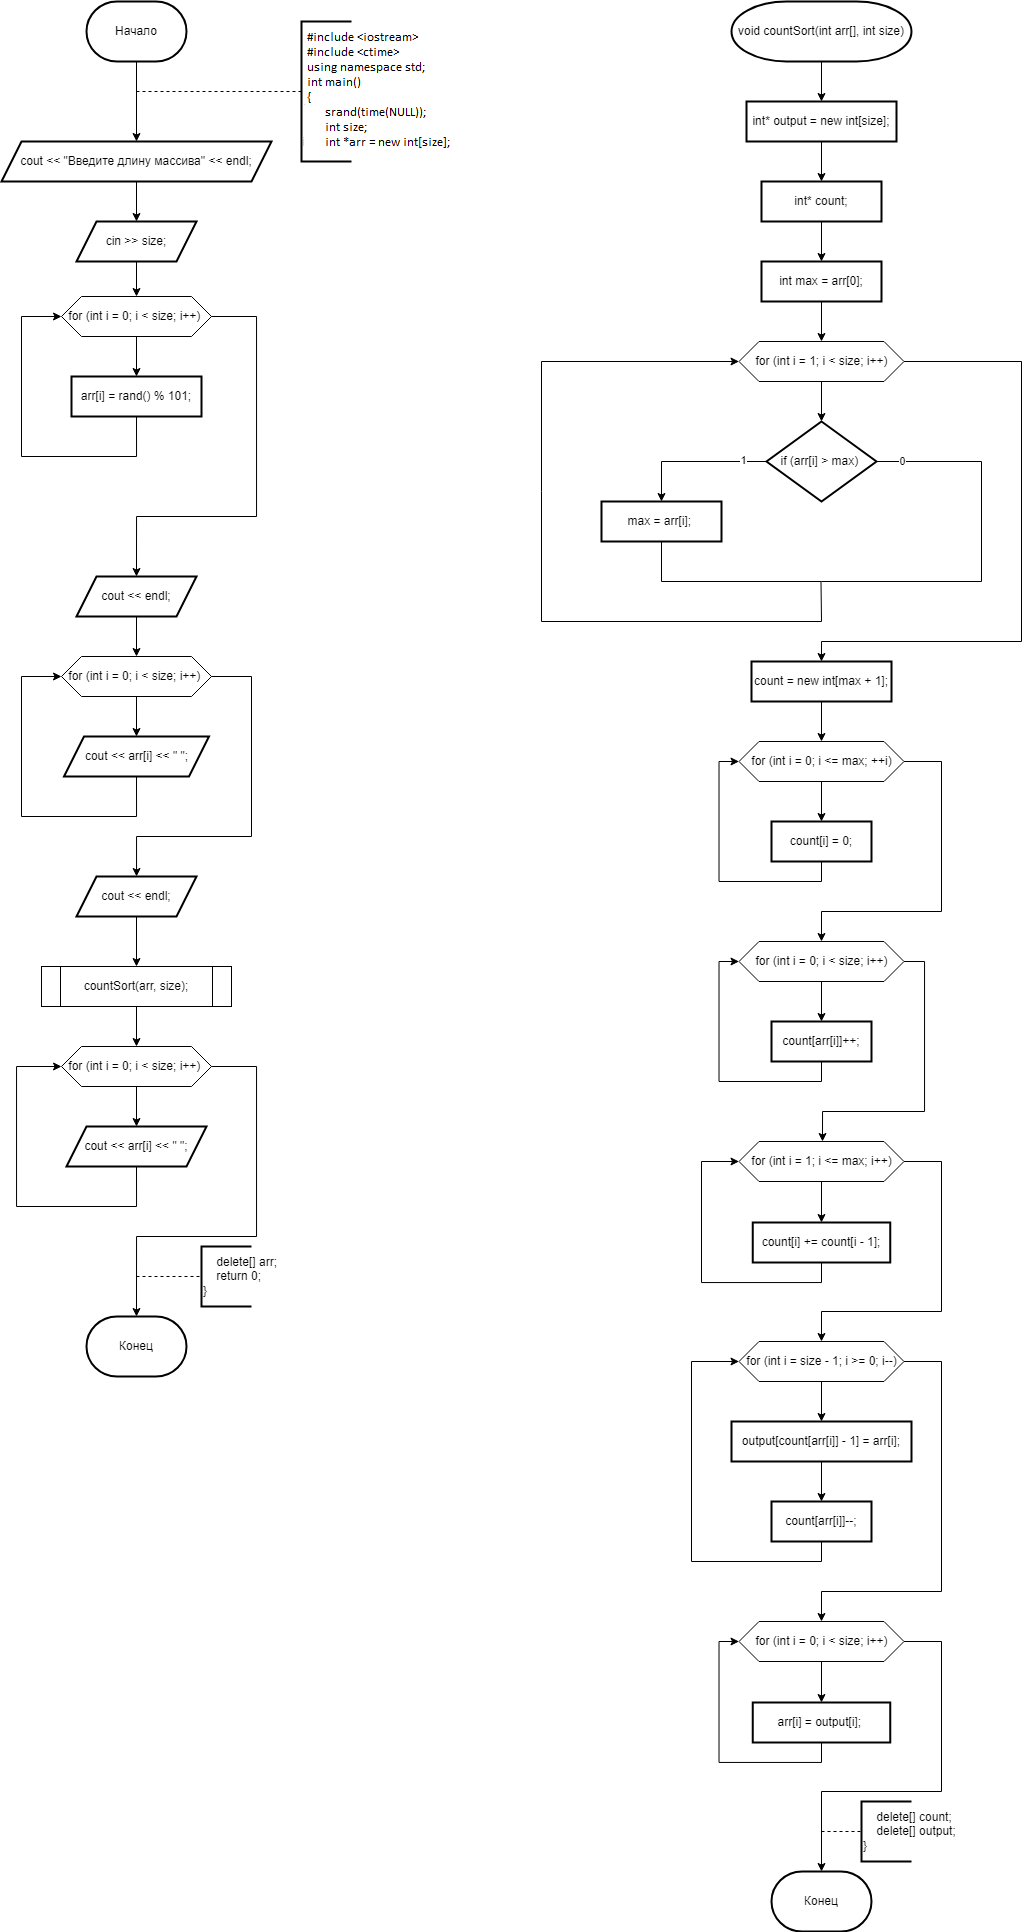 Начало
#include <iostream>
#include <ctime>
using namespace std;
int main()
{
srand(time(NULL));
int size;
int *arr = new int[size];
cout << "Введите длину массива" << endl;
cin >> size;
for (int i = 0; i < size; i++)
arr[i] = rand() % 101;
cout << endl;
for (int i = 0; i < size; i++)
cout << arr[i] << " ";
cout << endl;
countSort(arr, size);
for (int i = 0; i < size; i++)
cout << arr[i] << " ";
delete[] arr;
return 0;
}
Конец
void countSort(int arr[], int size)
int* output = new int[size];
int* count;
int max = arr[0];
for (int i = 1; i < size; i++)
if (arr[i] > max)
1
0
max = arr[i];
count = new int[max + 1];
for (int i = 0; i <= max; ++i)
count[i] = 0;
for (int i = 0; i < size; i++)
count[arr[i]]++;
for (int i = 1; i <= max; i++)
count[i] += count[i - 1];
for (int i = size - 1; i >= 0; i--)
output[count[arr[i]] - 1] = arr[i];
count[arr[i]]--;
for (int i = 0; i < size; i++)
arr[i] = output[i];
delete[] count;
delete[] output;
}
Конец